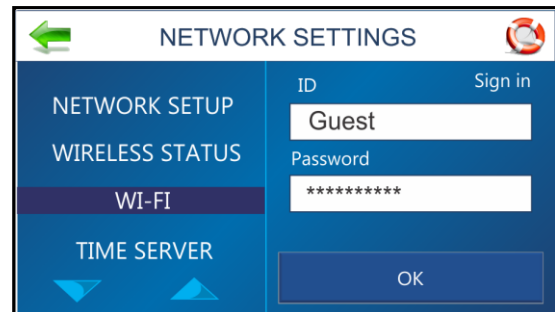 NETWORK SETTINGS
NETWORK SETUP
WIRELESS STATUS
WI-FI
TIME SERVER
ID Sign in
Guest
Password
**********
OK